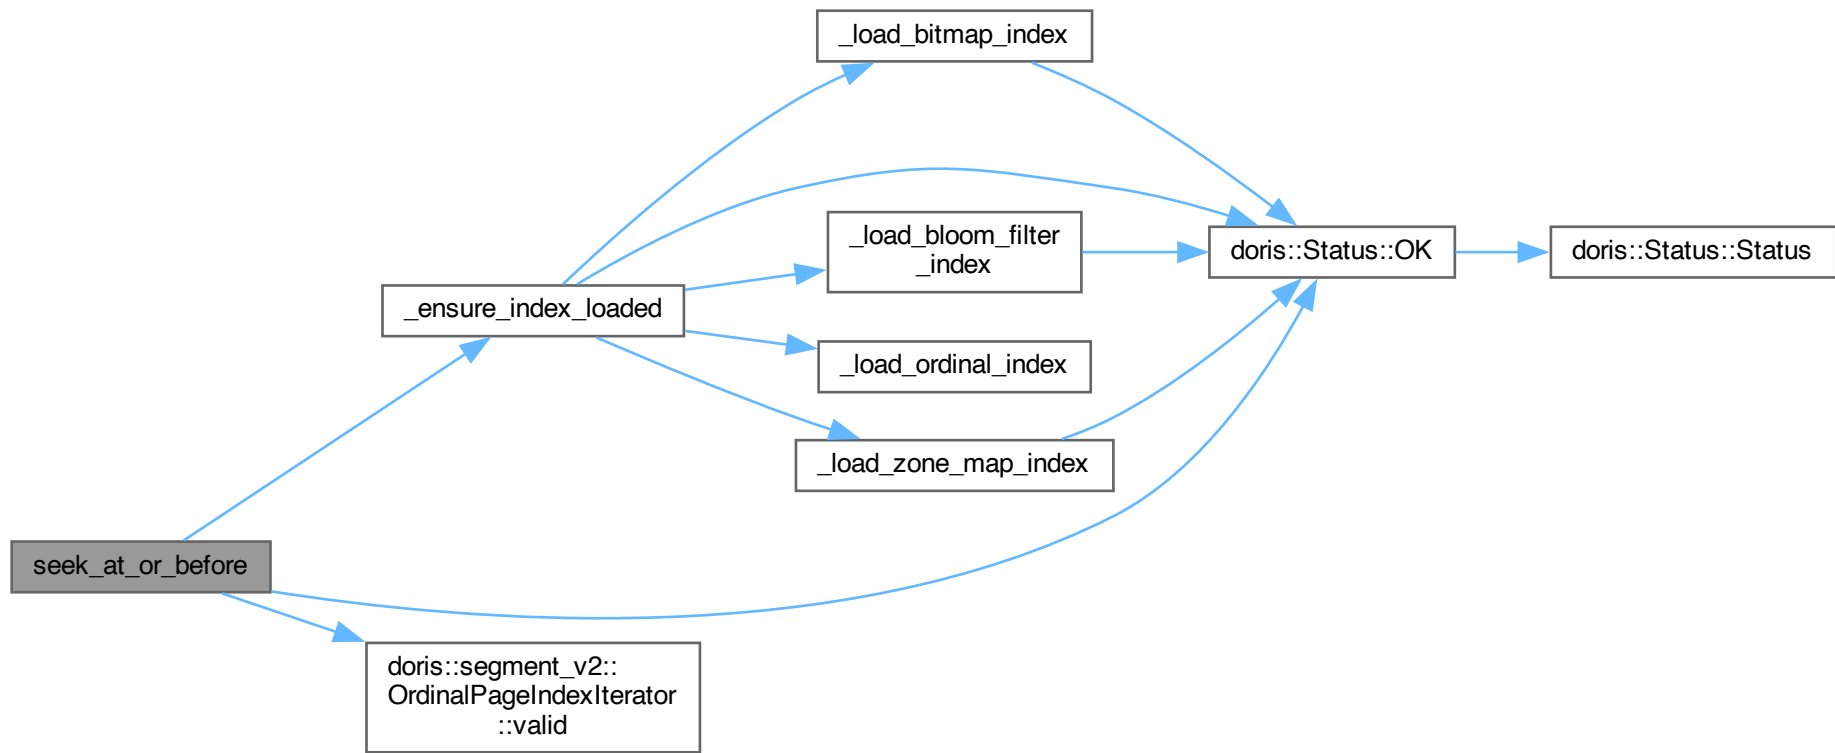 _load_bitmap_index
_load_bloom_filter
_index
doris::Status::OK
doris::Status::Status
_ensure_index_loaded
_load_ordinal_index
_load_zone_map_index
seek_at_or_before
doris::segment_v2::
OrdinalPageIndexIterator
::valid